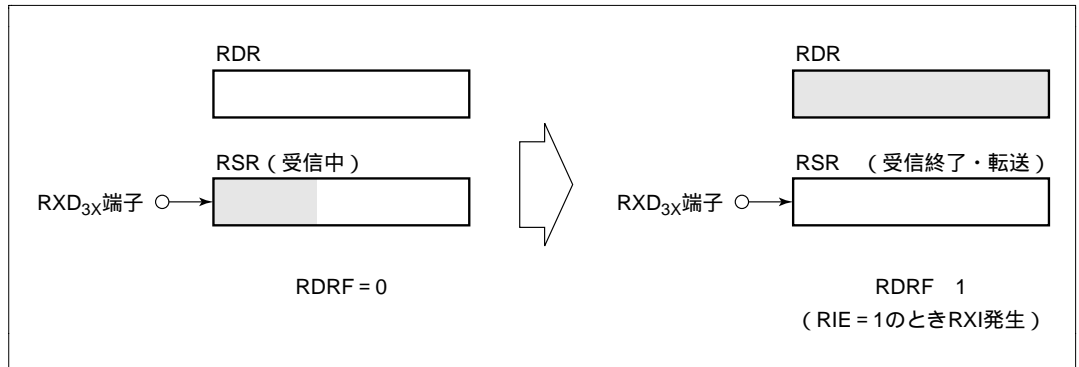 RDR
RSR（受信中）
RXD3X端子
RDRF = 0
RDR
RSR （受信終了・転送）
RXD3X端子
RDRF 1
（RIE = 1のときRXI発生）